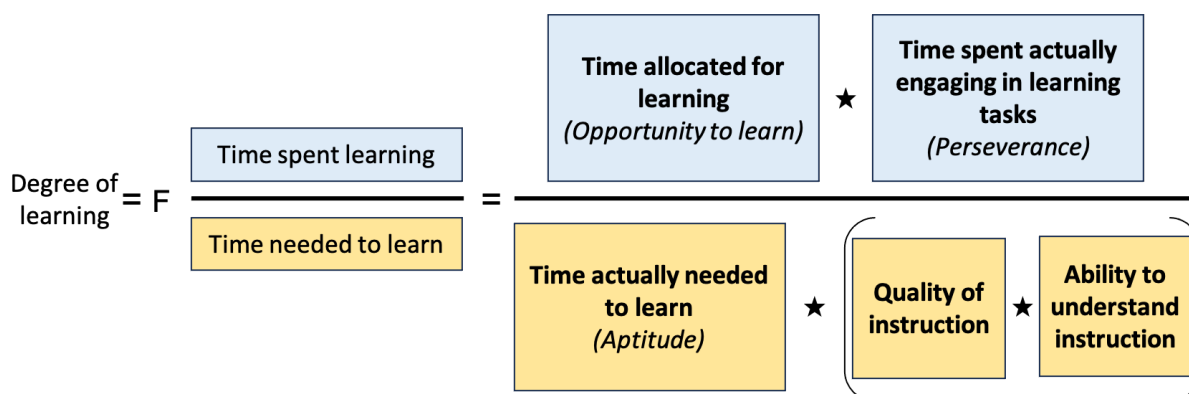 Degree of
learning
= F
Time spent learning
Time needed to learn
=
Time allocated for
learning
(Opportunity to learn)
★
Time spent actually
engaging in learning
tasks
(Perseverance)
Time actually needed
to learn
(Aptitude)
★
(
Quality of
instruction
★
Ability to
understand
instruction
)